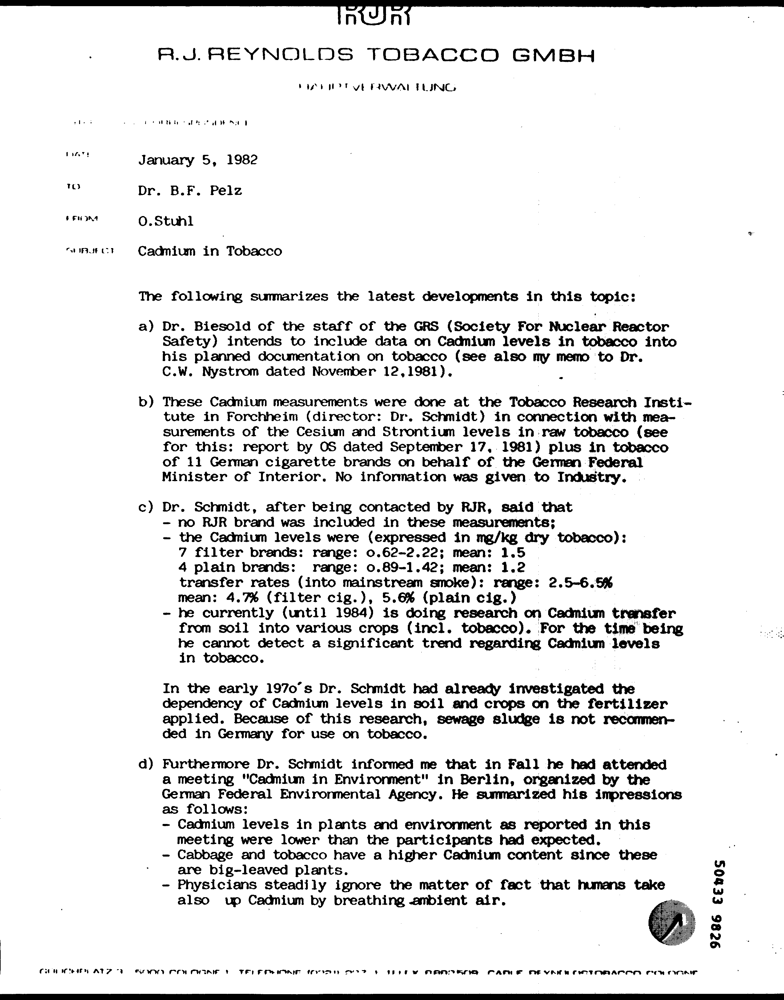 RJR
R.J. REYNOLDS TOBACCO GMBH
HAUPTVERWALTUNG
DATE
January 5, 1982
TO
Dr. B.F. Pelz
FROM
O.Stuhl
SUBJECT
Cadmium in Tobacco
The following summarizes the latest developments in this topic:
a) Dr. Biesold of the staff of the GRS (Society For Nuclear Reactor
Safety) intends to include data on Cadmium levels in tobacco into
his planned documentation on tobacco (see also my memo to Dr.
C.W. Nystrom dated November 12,1981).
b) These Cadmium measurements were done at the Tobacco Research Insti-
tute in Forchheim (director: Dr. Schmidt) in connection with mea-
surements of the Cesium and Strontium levels in raw tobacco (see
for this: report by OS dated September 17, 1981) plus in tobacco
of 11 German cigarette brands on behalf of the German Federal
Minister of Interior. No information was given to Industry.
c) Dr. Schmidt, after being contacted by RJR, said that
- no RJR brand was included in these measurements;
- the Cadmium levels were (expressed in mg/kg dry tobacco):
7 filter brands: range: o.62-2.22; mean: 1.5
4 plain brands: range: o.89-1.42; mean: 1.2
transfer rates (into mainstream smoke): range: 2.5-6.5%
mean: 4.7% (filter cig.), 5.6% (plain cig.)
- he currently (until 1984) is doing research on Cadmium transfer
from soil into various crops (incl. tobacco). For the time being
he cannot detect a significant trend regarding Cadmium levels
in tobacco.
In the early 197o's Dr. Schmidt had already investigated the
dependency of Cadmium levels in soil and crops on the fertilizer
applied. Because of this research, sewage sludge is not recommen-
ded in Germany for use on tobacco.
d) Furthermore Dr. Schmidt informed me that in Fall he had attended
a meeting "Cadmium in Environment" in Berlin, organized by the
German Federal Environmental Agency. He summarized his impressions
as follows:
- Cadmium levels in plants and environment as reported in this
meeting were lower than the participants had expected.
- Cabbage and tobacco have a higher Cadmium content since these
are big-leaved plants.
- Physicians steadily ignore the matter of fact that humans take
also up Cadmium by breathing ambient air.
50433 9826